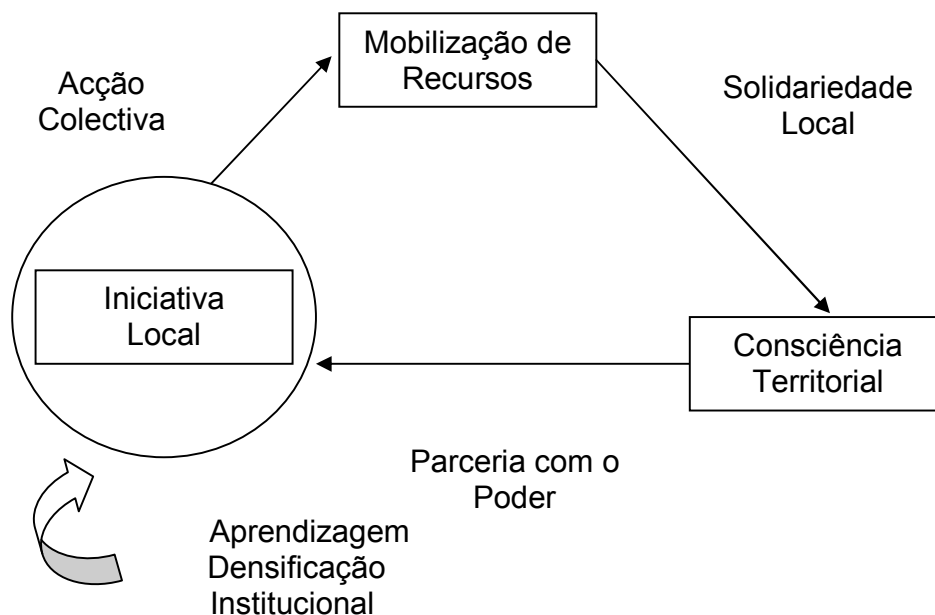 Mobilização de
Recursos
Acção
Colectiva
Solidariedade
Local
Iniciativa
Local
Consciência
Territorial
Parceria com o
Poder
Aprendizagem
Densificação
Institucional